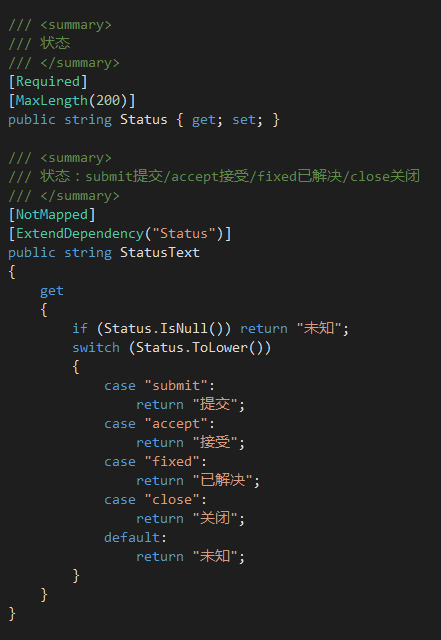 /// <summary>
/// 状态
/// </summary>
[Required]
[MaxLength(200)]
public string Status { get; set; }
/// <summary>
/// 状态：submit提交/accept接受/fixed已解决/close关闭
/// </summary>
[NotMapped]
[ExtendDependency("Status")]
public string StatusText
{
get
{
if (Status.IsNull()) return "未知";
switch (Status.ToLower())
{
case "submit":
return "提交";
case "accept":
return "接受";
case "fixed":
return "已解决";
case "close":
return "关闭";
default:
return "未知";
}
}
}